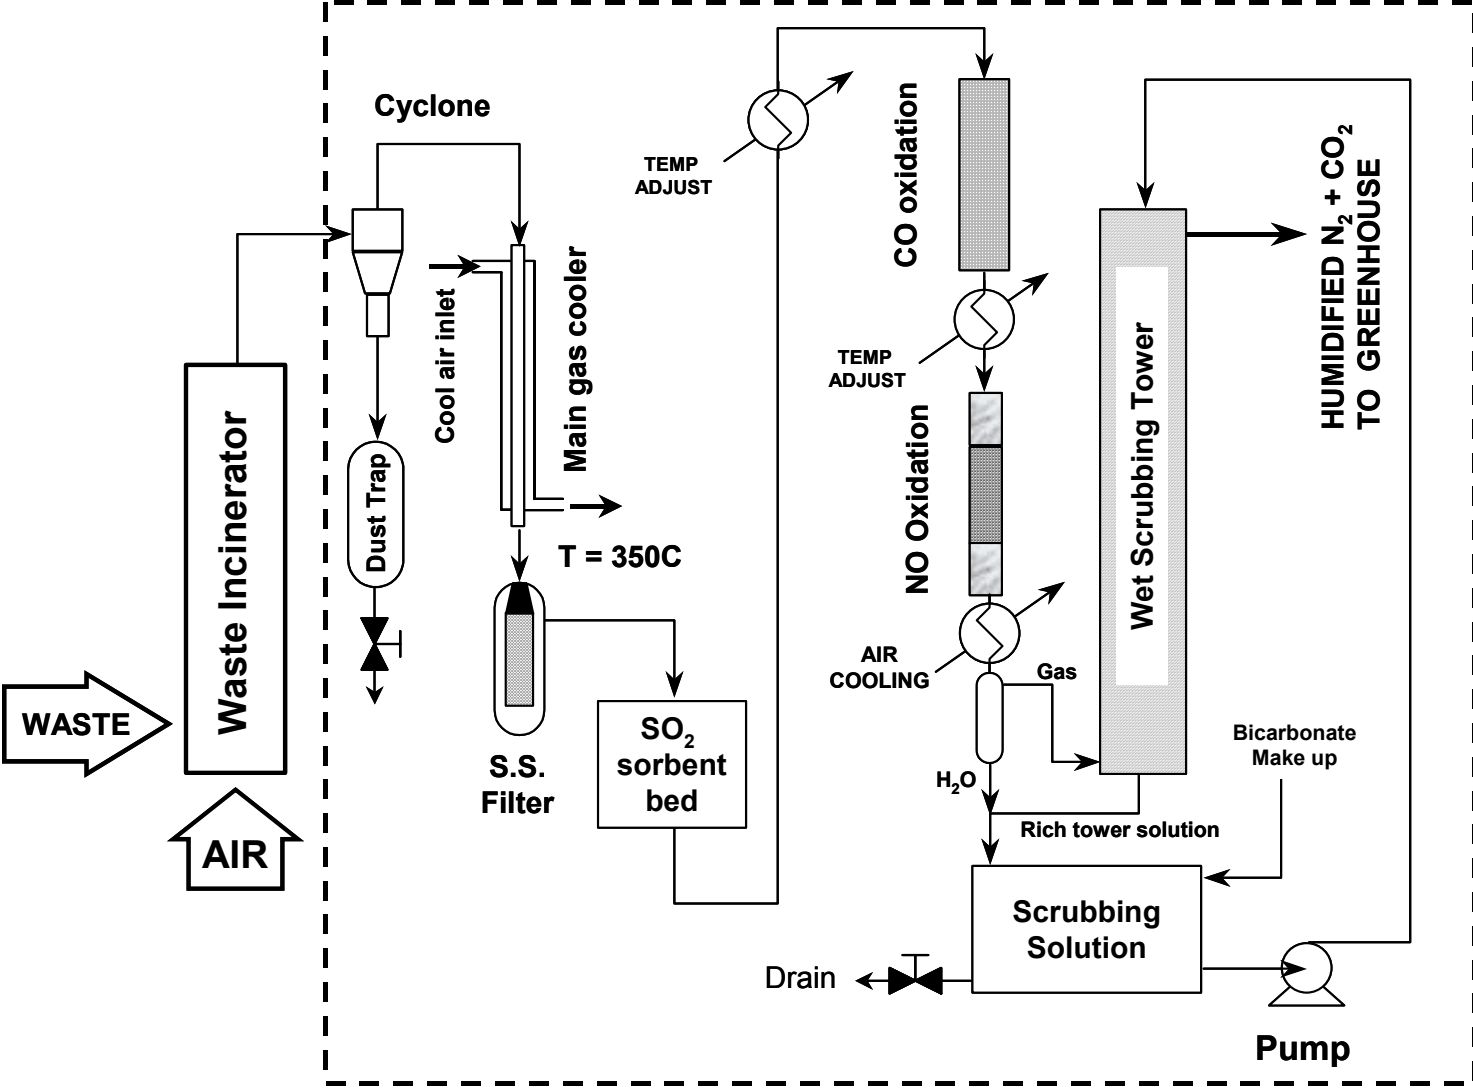 Cyclone
TEMP
ADJUST
CO oxidation
HUMIDIFIED N₂ + CO₂
TO GREENHOUSE
Cool air inlet
Main gas cooler
TEMP
ADJUST
Wet Scrubbing Tower
Waste Incinerator
Dust Trap
NO Oxidation
T = 350C
AIR
COOLING
Gas
WASTE
SO₂
sorbent
bed
S.S.
Filter
Bicarbonate
Make up
H₂O
Rich tower solution
AIR
Scrubbing
Solution
Drain
Pump